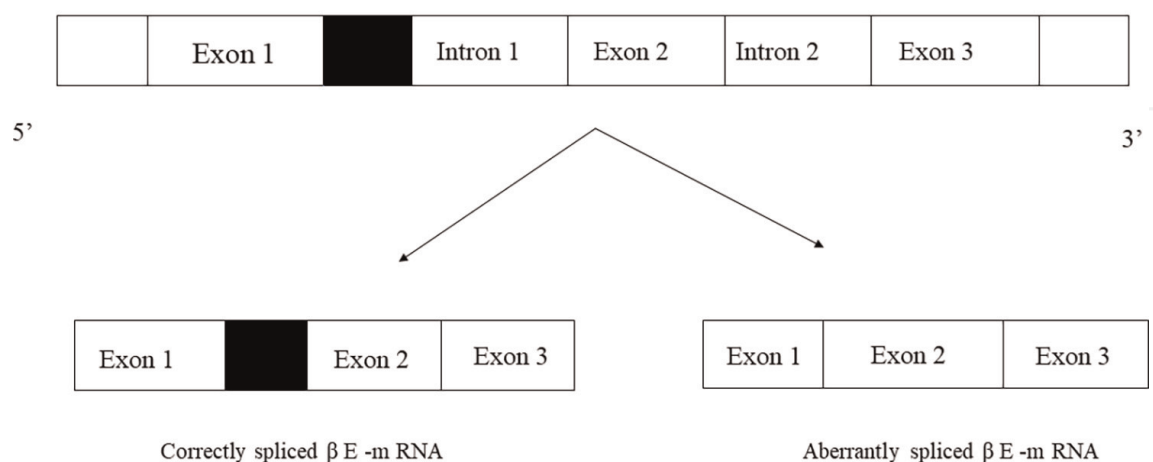 Exon 1 Intron 1 Exon 2 Intron 2 Exon 3
5’ 3’
Exon 1 Exon 2 Exon 3 Exon 1 Exon 2 Exon 3
Correctly spliced β E -m RNA Aberrantly spliced β E -m RNA